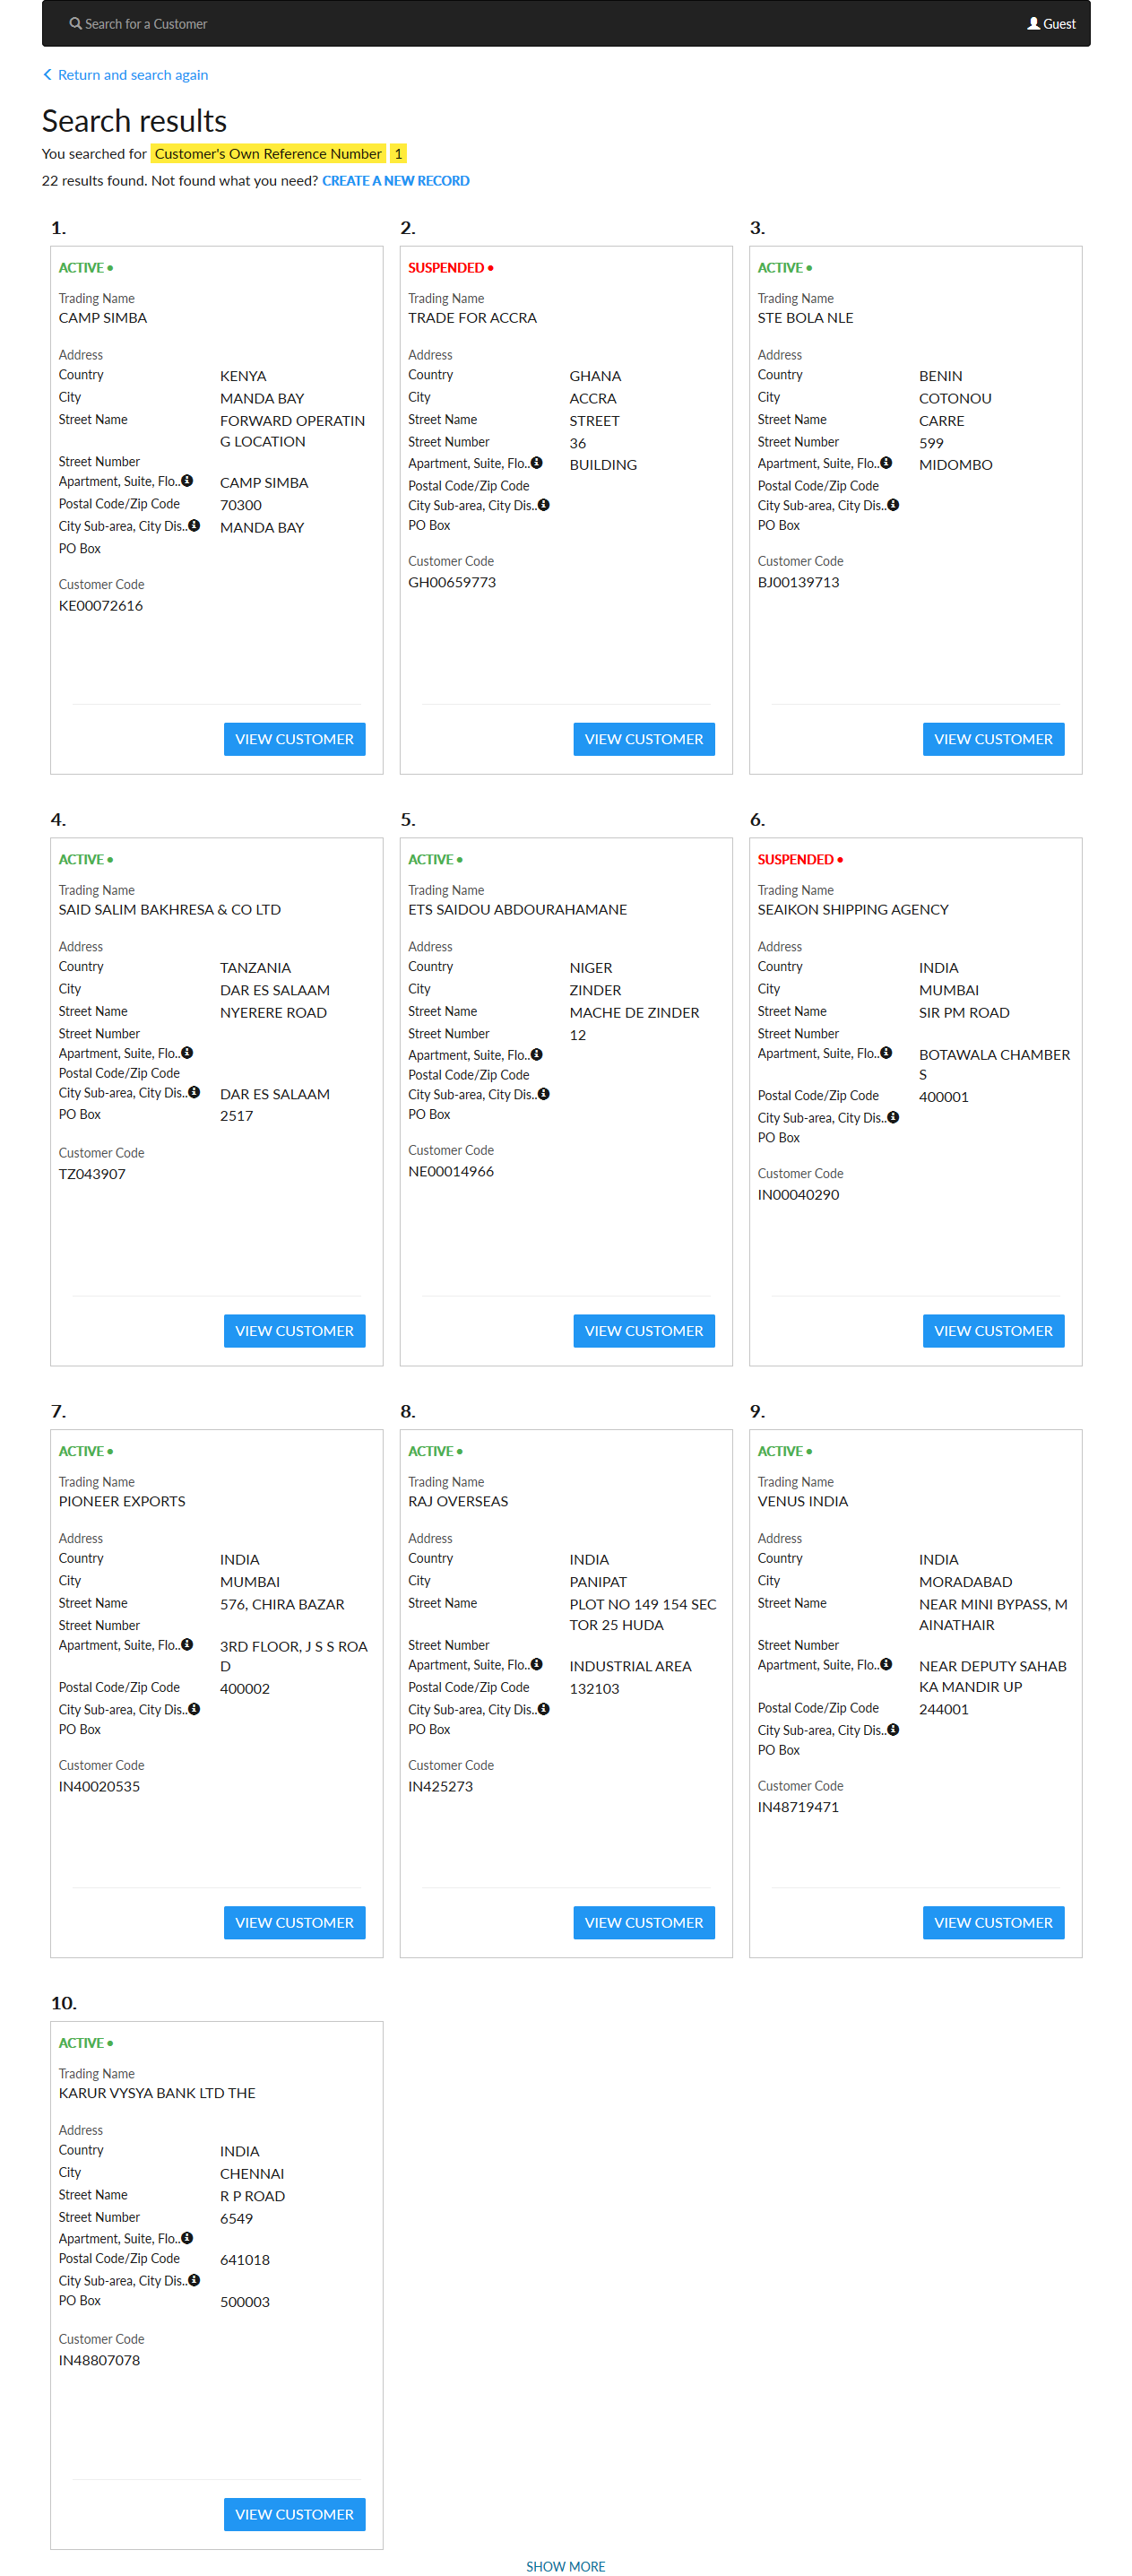 Search for a Customer
Guest
Return and search again
Search results
You searched for Customer's Own Reference Number 1
22 results found. Not found what you need? CREATE A NEW RECORD
1.
ACTIVE •
Trading Name
CAMP SIMBA
Address
Country KENYA
City MANDA BAY
Street Name FORWARD OPERATIN
G LOCATION
Street Number
Apartment, Suite, Flo.. CAMP SIMBA
Postal Code/Zip Code 70300
City Sub-area, City Dis.. MANDA BAY
PO Box
Customer Code
KE00072616
VIEW CUSTOMER
2.
SUSPENDED •
Trading Name
TRADE FOR ACCRA
Address
Country GHANA
City ACCRA
Street Name STREET
Street Number 36
Apartment, Suite, Flo.. BUILDING
Postal Code/Zip Code
City Sub-area, City Dis..
PO Box
Customer Code
GH00659773
VIEW CUSTOMER
3.
ACTIVE •
Trading Name
STE BOLA NLE
Address
Country BENIN
City COTONOU
Street Name CARRE
Street Number 599
Apartment, Suite, Flo.. MIDOMBO
Postal Code/Zip Code
City Sub-area, City Dis..
PO Box
Customer Code
BJ00139713
VIEW CUSTOMER
4.
ACTIVE •
Trading Name
SAID SALIM BAKHRESA & CO LTD
Address
Country TANZANIA
City DAR ES SALAAM
Street Name NYERERE ROAD
Street Number
Apartment, Suite, Flo..
Postal Code/Zip Code
City Sub-area, City Dis.. DAR ES SALAAM
PO Box 2517
Customer Code
TZ043907
VIEW CUSTOMER
5.
ACTIVE •
Trading Name
ETS SAIDOU ABDOURAHAMANE
Address
Country NIGER
City ZINDER
Street Name MACHE DE ZINDER
Street Number 12
Apartment, Suite, Flo..
Postal Code/Zip Code
City Sub-area, City Dis..
PO Box
Customer Code
NE00014966
VIEW CUSTOMER
6.
SUSPENDED •
Trading Name
SEAIKON SHIPPING AGENCY
Address
Country INDIA
City MUMBAI
Street Name SIR PM ROAD
Street Number
Apartment, Suite, Flo.. BOTAWALA CHAMBER
S
Postal Code/Zip Code 400001
City Sub-area, City Dis..
PO Box
Customer Code
IN00040290
VIEW CUSTOMER
7.
ACTIVE •
Trading Name
PIONEER EXPORTS
Address
Country INDIA
City MUMBAI
Street Name 576, CHIRA BAZAR
Street Number
Apartment, Suite, Flo.. 3RD FLOOR, J S S ROA
D
Postal Code/Zip Code 400002
City Sub-area, City Dis..
PO Box
Customer Code
IN40020535
VIEW CUSTOMER
8.
ACTIVE •
Trading Name
RAJ OVERSEAS
Address
Country INDIA
City PANIPAT
Street Name PLOT NO 149 154 SEC
TOR 25 HUDA
Street Number
Apartment, Suite, Flo.. INDUSTRIAL AREA
Postal Code/Zip Code 132103
City Sub-area, City Dis..
PO Box
Customer Code
IN425273
VIEW CUSTOMER
9.
ACTIVE •
Trading Name
VENUS INDIA
Address
Country INDIA
City MORADABAD
Street Name NEAR MINI BYPASS, M
AINATHAIR
Street Number
Apartment, Suite, Flo.. NEAR DEPUTY SAHAB
KA MANDIR UP
Postal Code/Zip Code 244001
City Sub-area, City Dis..
PO Box
Customer Code
IN48719471
VIEW CUSTOMER
10.
ACTIVE •
Trading Name
KARUR VYSYA BANK LTD THE
Address
Country INDIA
City CHENNAI
Street Name R P ROAD
Street Number 6549
Apartment, Suite, Flo..
Postal Code/Zip Code 641018
City Sub-area, City Dis..
PO Box 500003
Customer Code
IN48807078
VIEW CUSTOMER
SHOW MORE